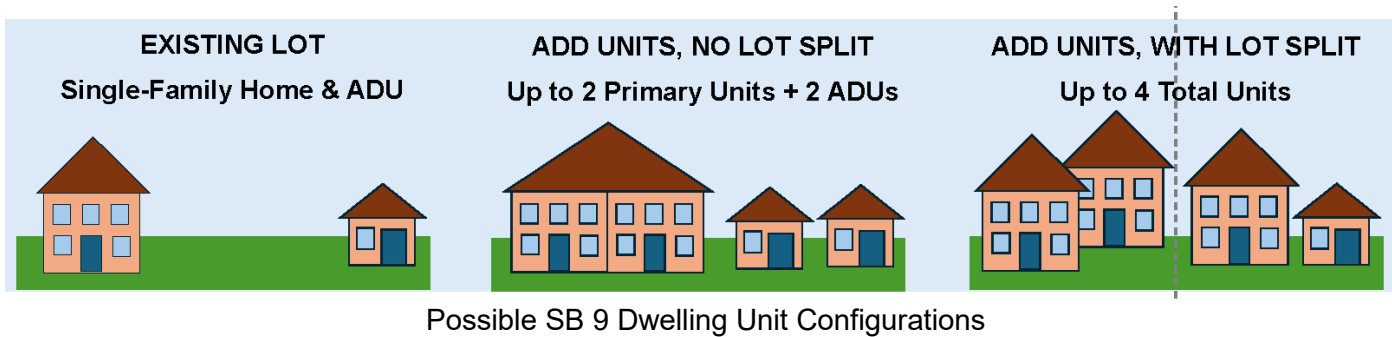 EXISTING LOT
Single-Family Home & ADU
ADD UNITS, NO LOT SPLIT
Up to 2 Primary Units + 2 ADUs
ADD UNITS, WITH LOT SPLIT
Up to 4 Total Units
Possible SB 9 Dwelling Unit Configurations